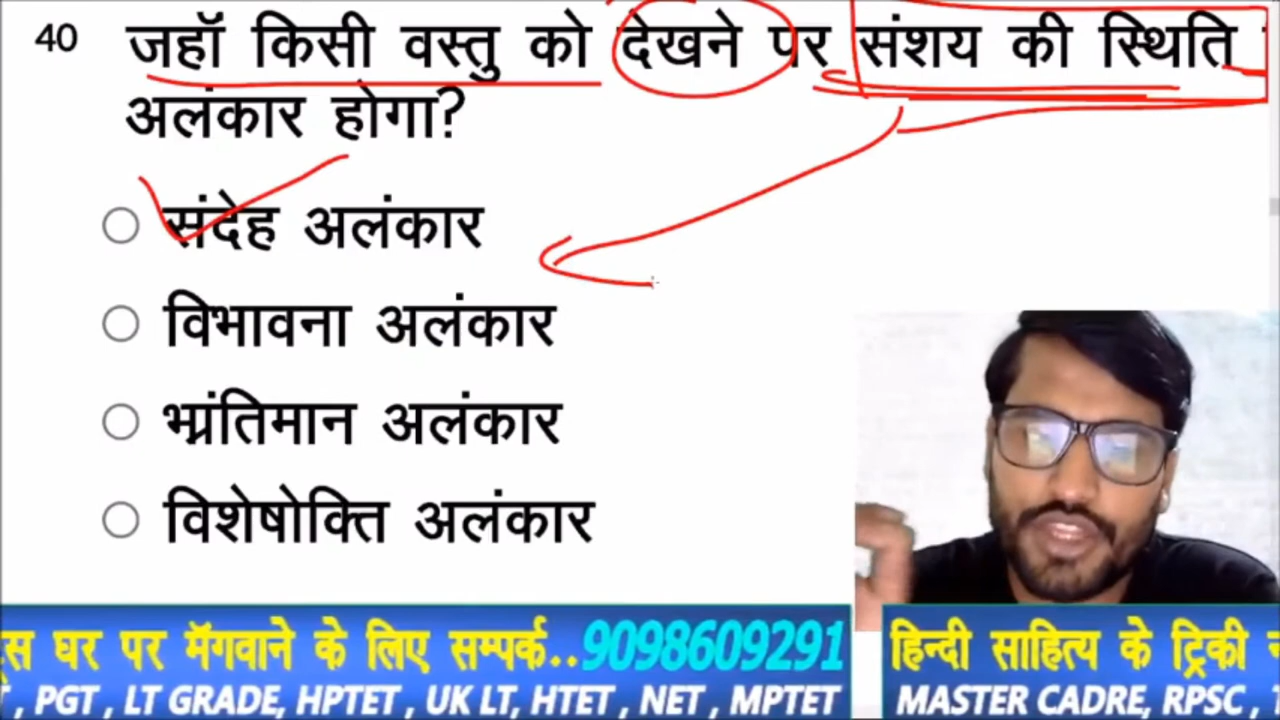 40 जहॉ किसी वस्तु को देखने पर संशय की स्थिति
अलंकार होगा?
संदेह अलंकार
विभावना अलंकार
भ्रंतिमान अलंकार
विशेषोक्ति अलंकार
स घर पर मॅगवाने के लिए सम्पर्क..9098609291
, PGT , LT GRADE, HPTET , UK LT, HTET , NET , MPTET
हिन्दी साहित्य के ट्रिकी
MASTER CADRE, RPSC ,